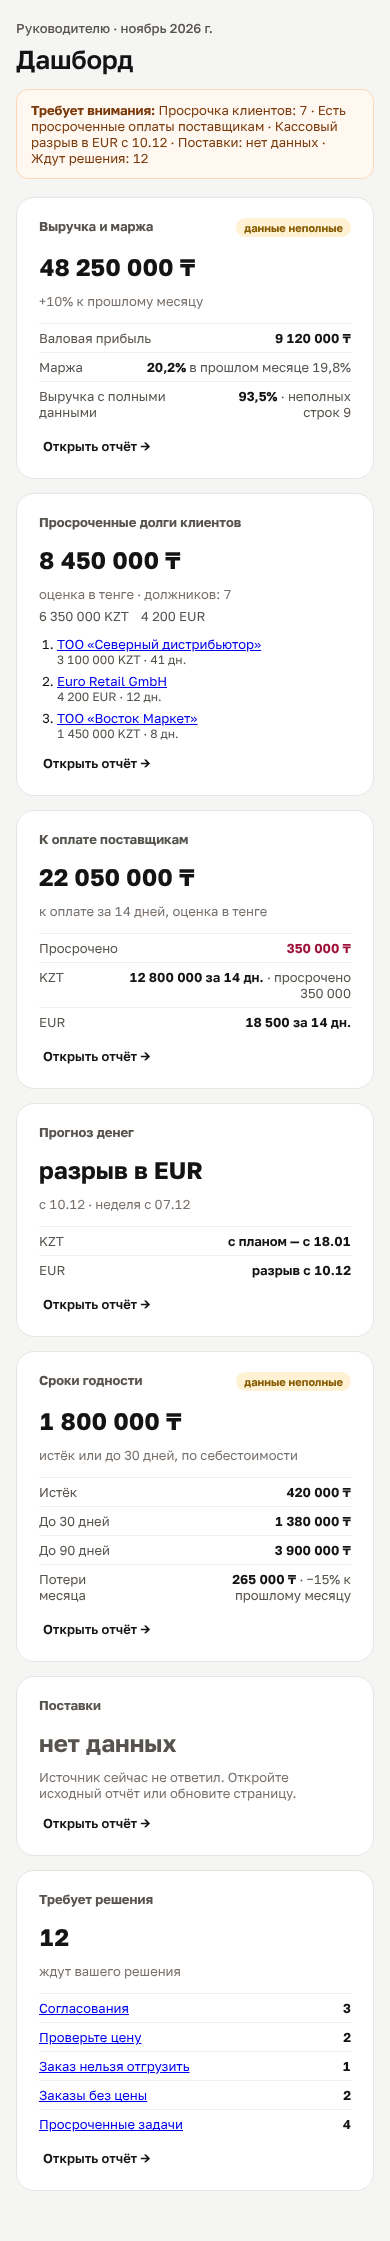 Руководителю · ноябрь 2026 г.
Дашборд
Требует внимания: Просрочка клиентов: 7 · Есть
просроченные оплаты поставщикам · Кассовый
разрыв в EUR с 10.12 · Поставки: нет данных ·
Ждут решения: 12
Выручка и маржа данные неполные
48 250 000 ₸
+10% к прошлому месяцу
Валовая прибыль 9 120 000 ₸
Маржа 20,2% в прошлом месяце 19,8%
Выручка с полными 93,5% · неполных
данными строк 9
Открыть отчёт →
Просроченные долги клиентов
8 450 000 ₸
оценка в тенге · должников: 7
6 350 000 KZT 4 200 EUR
1. ТОО «Северный дистрибьютор»
3 100 000 KZT · 41 дн.
2. Euro Retail GmbH
4 200 EUR · 12 дн.
3. ТОО «Восток Маркет»
1 450 000 KZT · 8 дн.
Открыть отчёт →
К оплате поставщикам
22 050 000 ₸
к оплате за 14 дней, оценка в тенге
Просрочено 350 000 ₸
KZT 12 800 000 за 14 дн. · просрочено
350 000
EUR 18 500 за 14 дн.
Открыть отчёт →
Прогноз денег
разрыв в EUR
с 10.12 · неделя с 07.12
KZT с планом — с 18.01
EUR разрыв с 10.12
Открыть отчёт →
Сроки годности данные неполные
1 800 000 ₸
истёк или до 30 дней, по себестоимости
Истёк 420 000 ₸
До 30 дней 1 380 000 ₸
До 90 дней 3 900 000 ₸
Потери 265 000 ₸ · −15% к
месяца прошлому месяцу
Открыть отчёт →
Поставки
нет данных
Источник сейчас не ответил. Откройте
исходный отчёт или обновите страницу.
Открыть отчёт →
Требует решения
12
ждут вашего решения
Согласования 3
Проверьте цену 2
Заказ нельзя отгрузить 1
Заказы без цены 2
Просроченные задачи 4
Открыть отчёт →